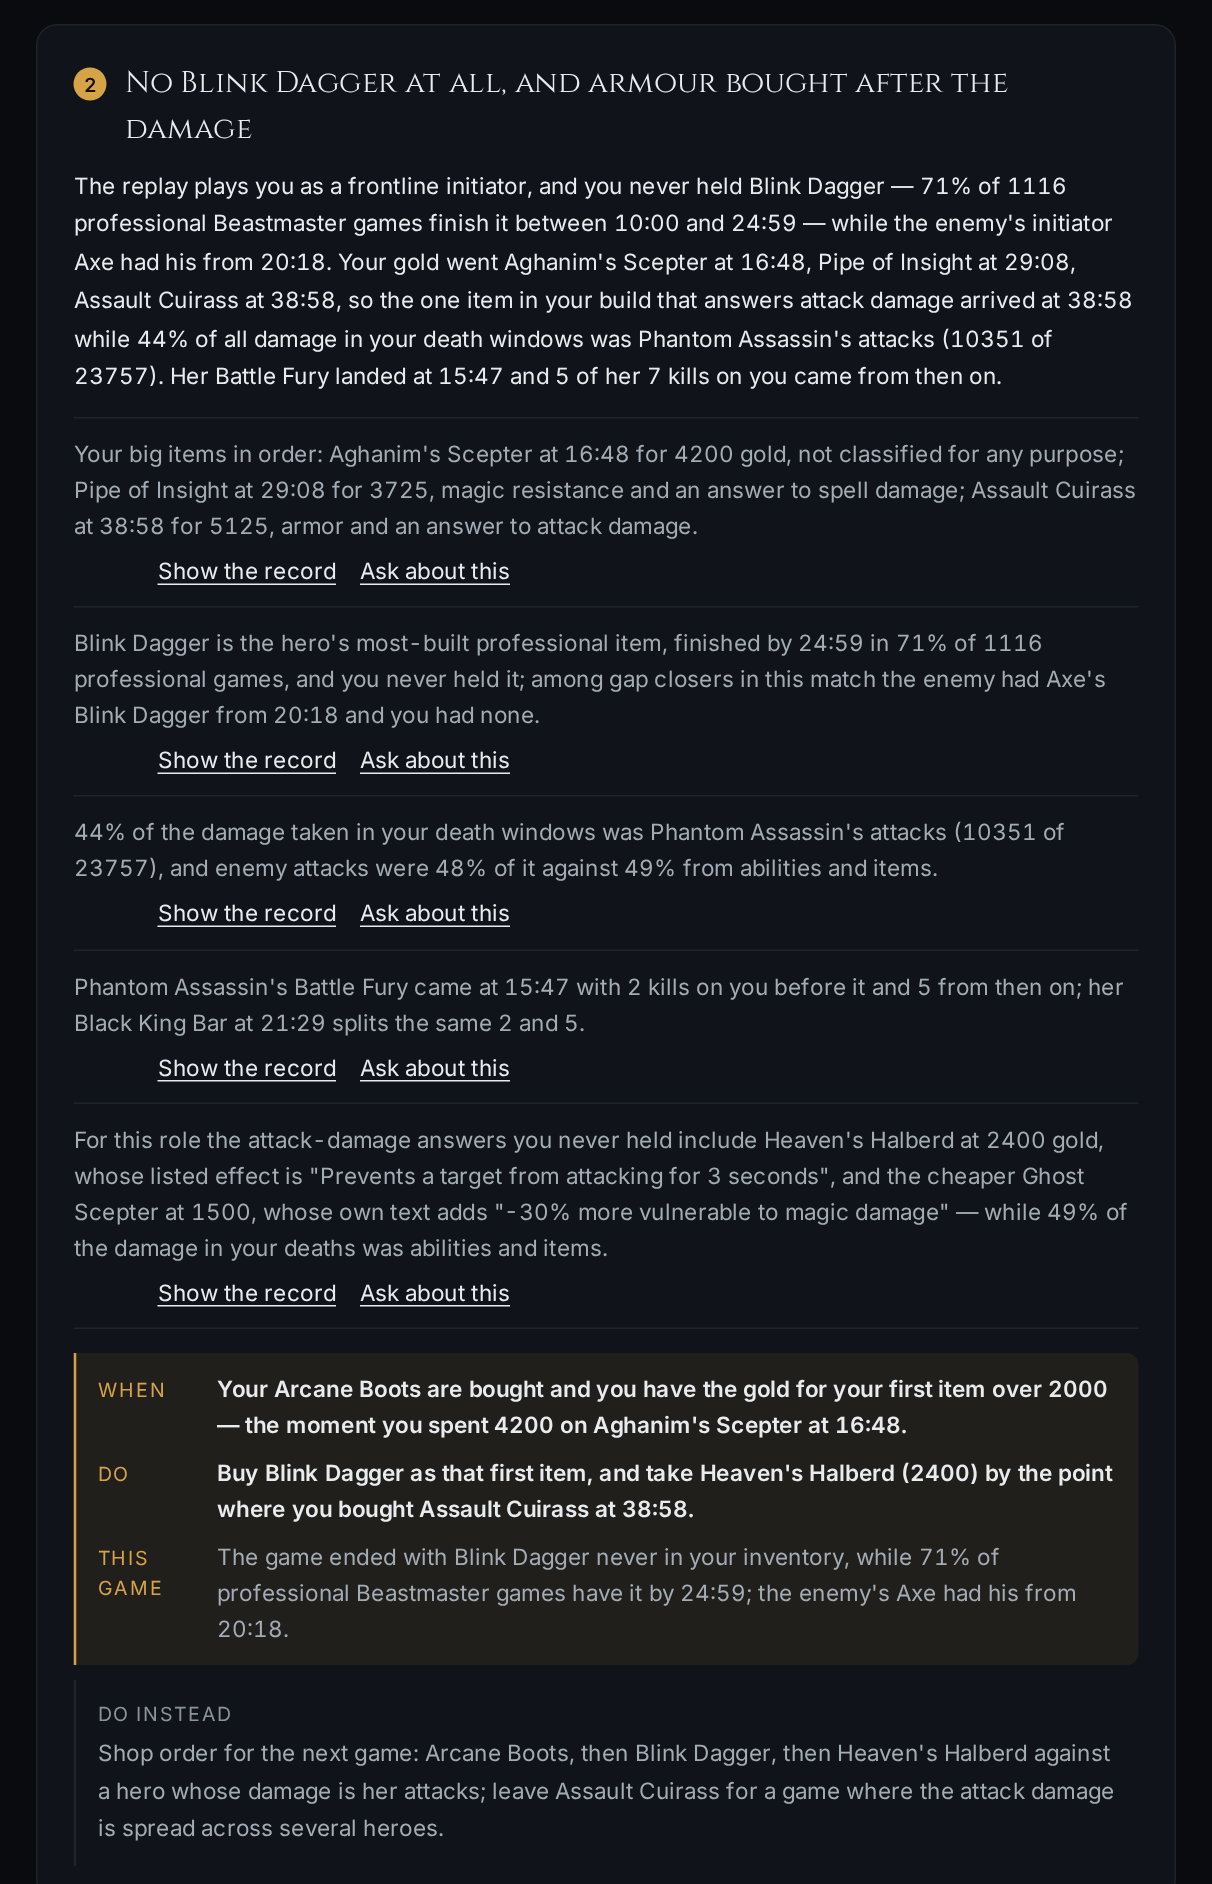 2
No Blink Dagger at all, and armour bought after the
damage
The replay plays you as a frontline initiator, and you never held Blink Dagger — 71% of 1116
professional Beastmaster games finish it between 10:00 and 24:59 — while the enemy's initiator
Axe had his from 20:18. Your gold went Aghanim's Scepter at 16:48, Pipe of Insight at 29:08,
Assault Cuirass at 38:58, so the one item in your build that answers attack damage arrived at 38:58
while 44% of all damage in your death windows was Phantom Assassin's attacks (10351 of
23757). Her Battle Fury landed at 15:47 and 5 of her 7 kills on you came from then on.
Your big items in order: Aghanim's Scepter at 16:48 for 4200 gold, not classified for any purpose;
Pipe of Insight at 29:08 for 3725, magic resistance and an answer to spell damage; Assault Cuirass
at 38:58 for 5125, armor and an answer to attack damage.
Show the record Ask about this
Blink Dagger is the hero's most-built professional item, finished by 24:59 in 71% of 1116
professional games, and you never held it; among gap closers in this match the enemy had Axe's
Blink Dagger from 20:18 and you had none.
Show the record Ask about this
44% of the damage taken in your death windows was Phantom Assassin's attacks (10351 of
23757), and enemy attacks were 48% of it against 49% from abilities and items.
Show the record Ask about this
Phantom Assassin's Battle Fury came at 15:47 with 2 kills on you before it and 5 from then on; her
Black King Bar at 21:29 splits the same 2 and 5.
Show the record Ask about this
For this role the attack-damage answers you never held include Heaven's Halberd at 2400 gold,
whose listed effect is "Prevents a target from attacking for 3 seconds", and the cheaper Ghost
Scepter at 1500, whose own text adds "-30% more vulnerable to magic damage" — while 49% of
the damage in your deaths was abilities and items.
Show the record Ask about this
WHEN
Your Arcane Boots are bought and you have the gold for your first item over 2000
— the moment you spent 4200 on Aghanim's Scepter at 16:48.
DO
Buy Blink Dagger as that first item, and take Heaven's Halberd (2400) by the point
where you bought Assault Cuirass at 38:58.
THIS
GAME
The game ended with Blink Dagger never in your inventory, while 71% of
professional Beastmaster games have it by 24:59; the enemy's Axe had his from
20:18.
DO INSTEAD
Shop order for the next game: Arcane Boots, then Blink Dagger, then Heaven's Halberd against
a hero whose damage is her attacks; leave Assault Cuirass for a game where the attack damage
is spread across several heroes.